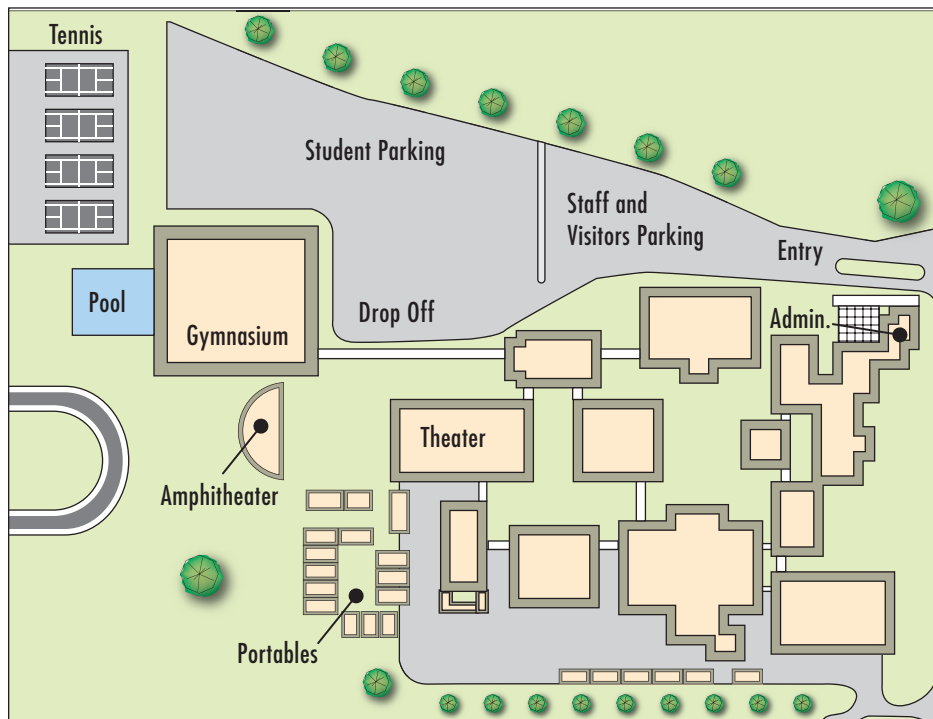 Tennis
Student Parking
Staff and
Visitors Parking
Entry
Pool
Drop Off
Gymnasium
Admin.
Theater
Amphitheater
Portables